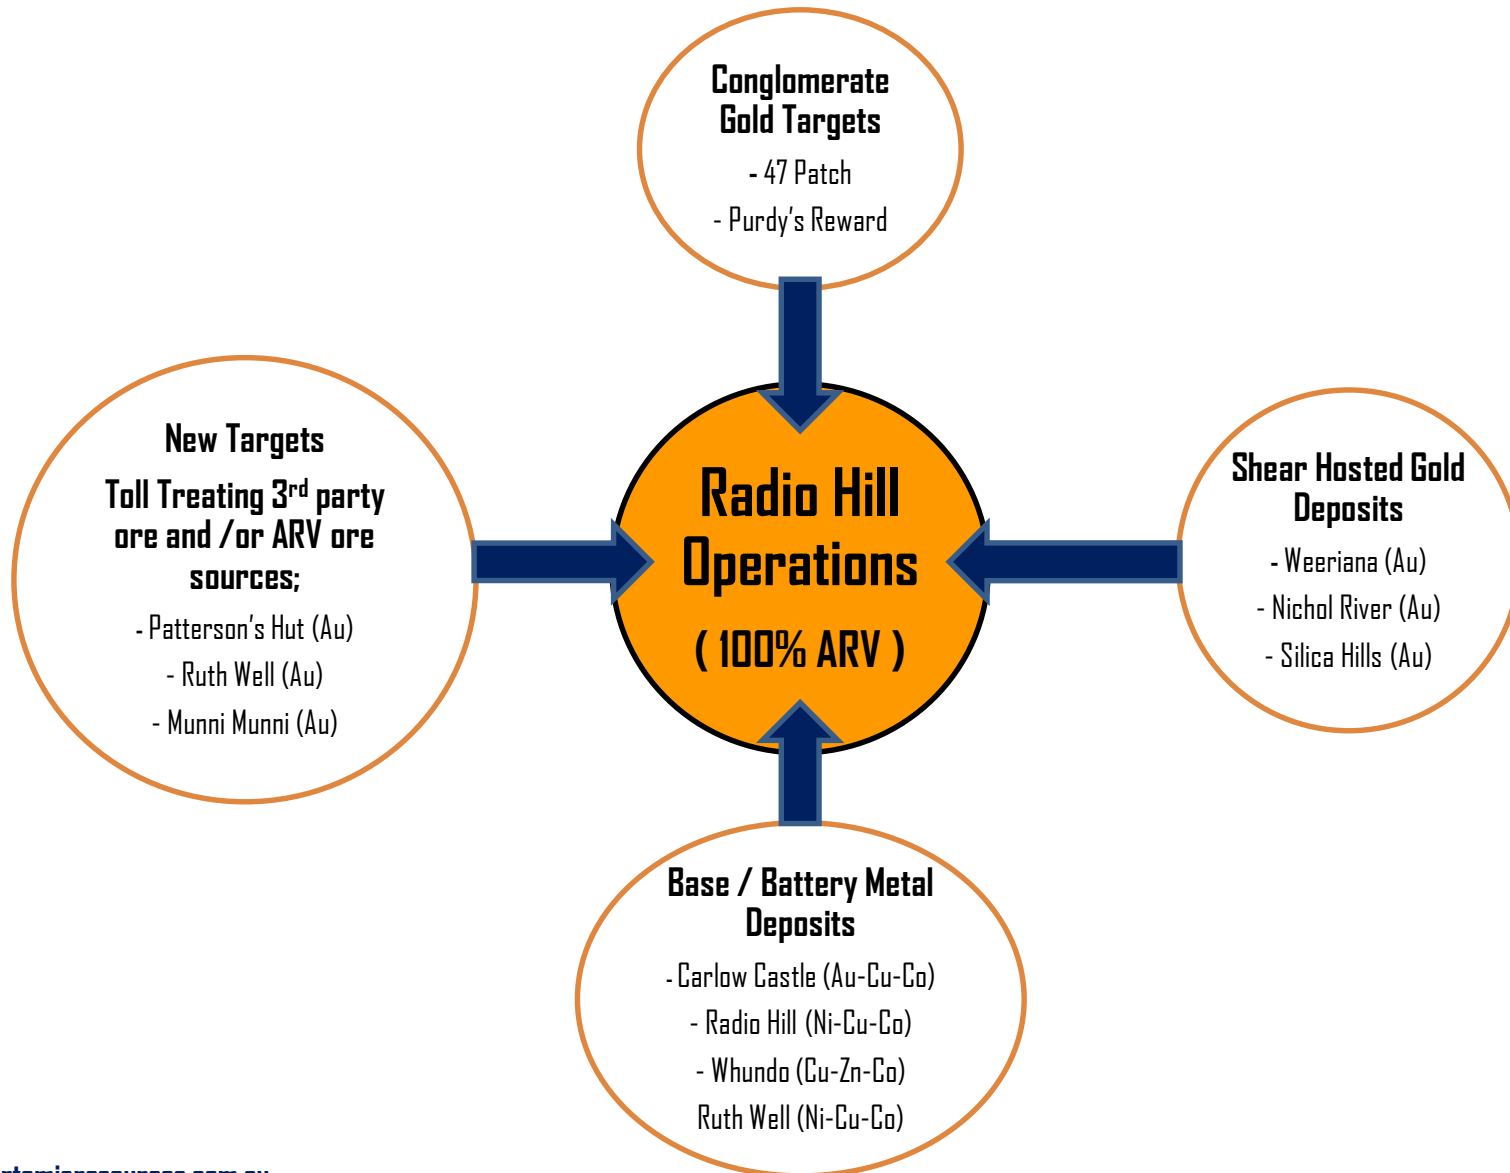 Conglomerate
Gold Targets
- 47 Patch
- Purdy's Reward
New Targets
Toll Treating 3rd party
ore and /or ARV ore
sources;
- Patterson's Hut (Au)
- Ruth Well (Au)
- Munni Munni (Au)
Radio Hill
Operations
( 100% ARV )
Shear Hosted Gold
Deposits
- Weeriana (Au)
- Nichol River (Au)
- Silica Hills (Au)
Base / Battery Metal
Deposits
- Carlow Castle (Au-Cu-Co)
- Radio Hill (Ni-Cu-Co)
- Whundo (Cu-Zn-Co)
Ruth Well (Ni-Cu-Co)